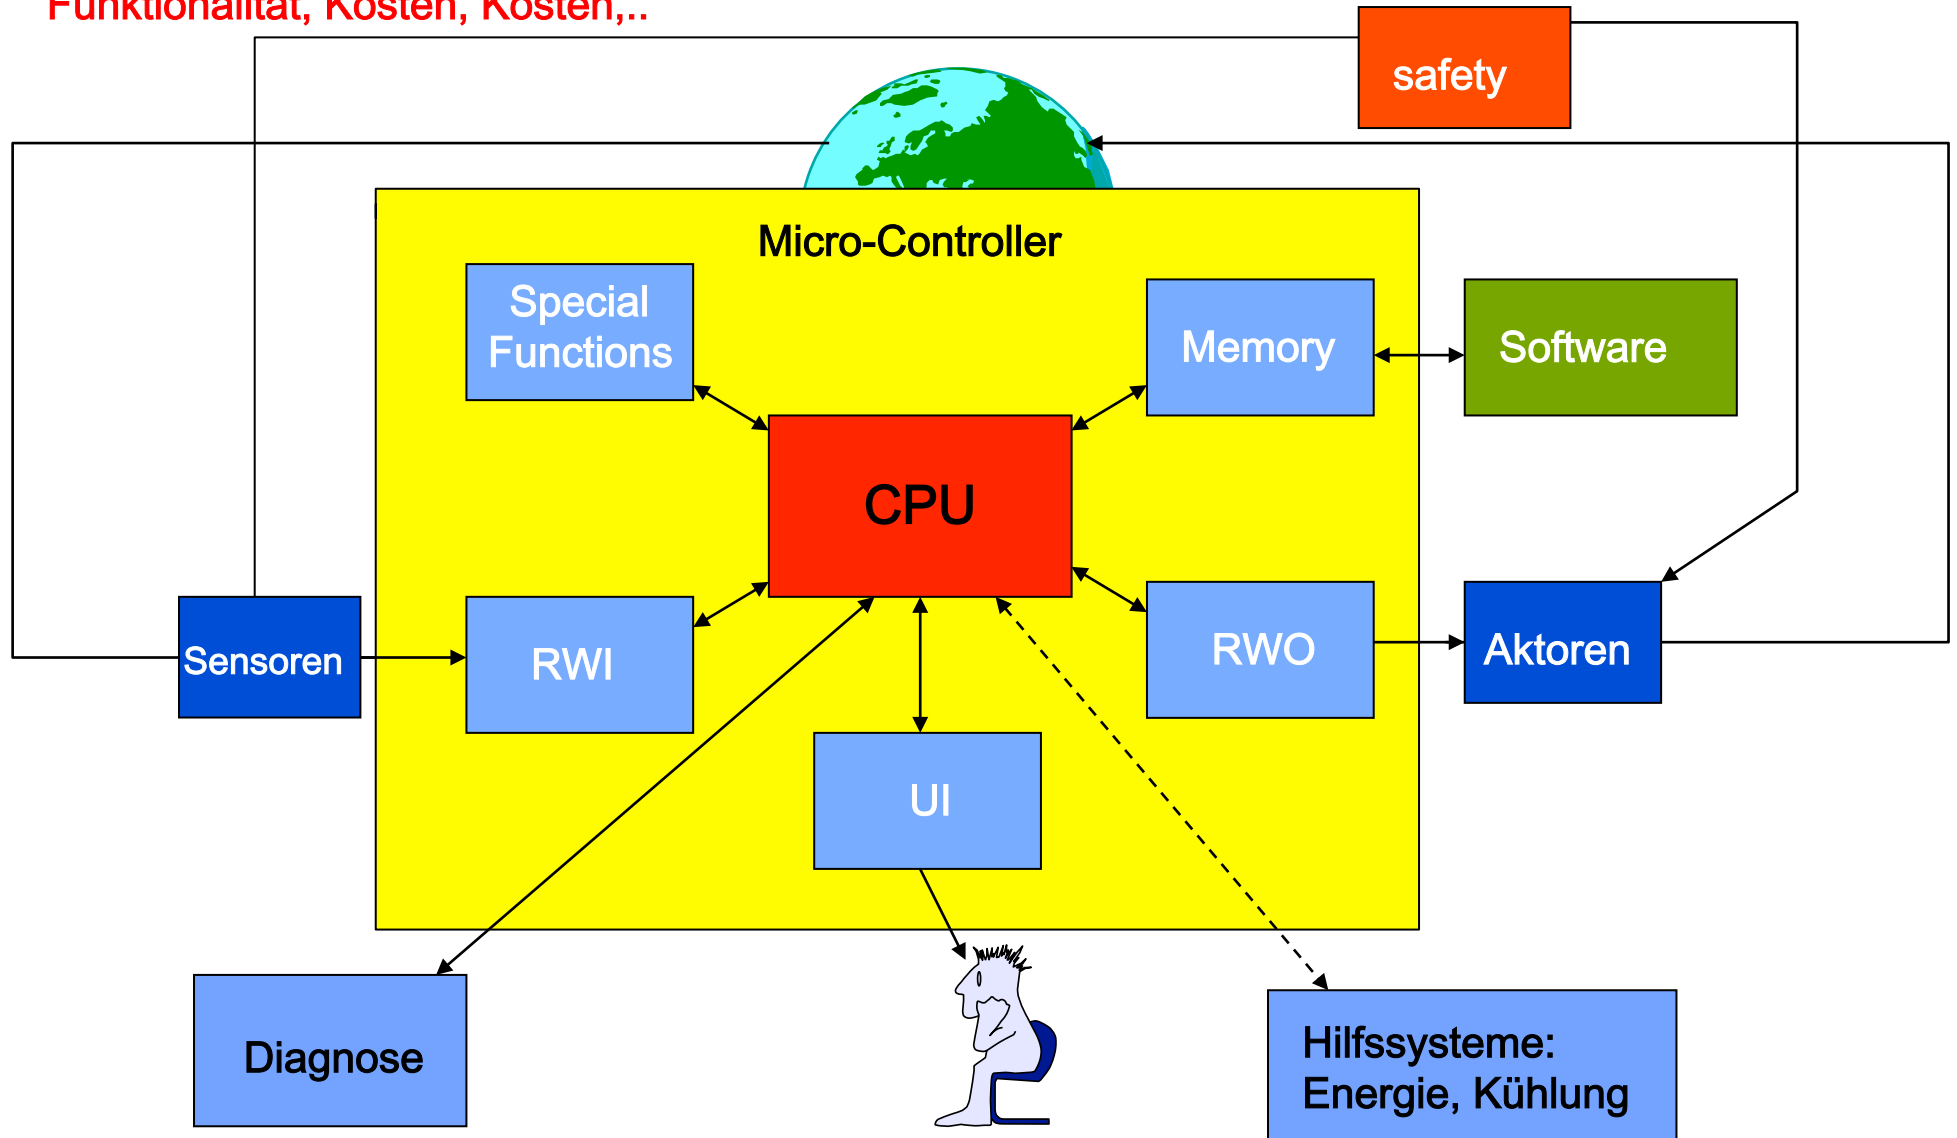 Funktionalität, Kosten, Kosten,..
safety
Micro-Controller
Special
Functions
Memory
Software
CPU
Sensoren
RWI
RWO
Aktoren
UI
Diagnose
Hilfssysteme:
Energie, Kühlung